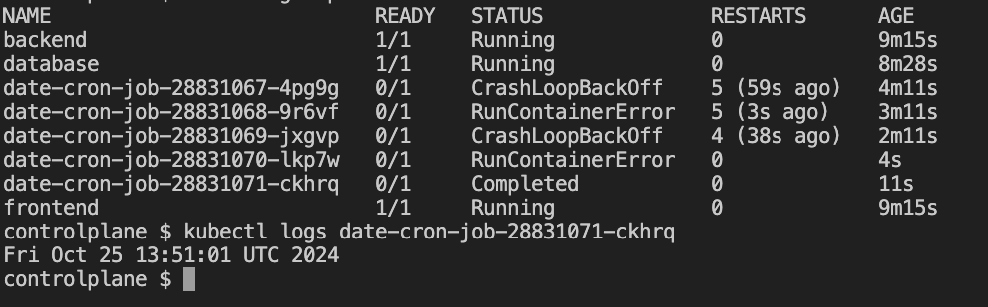 NAME READY STATUS RESTARTS AGE
backend 1/1 Running 0 9m15s
database 1/1 Running 0 8m28s
date-cron-job-28831067-4pg9g 0/1 CrashLoopBackOff 5 (59s ago) 4m11s
date-cron-job-28831068-9r6vf 0/1 RunContainerError 5 (3s ago) 3m11s
date-cron-job-28831069-jxgvp 0/1 CrashLoopBackOff 4 (38s ago) 2m11s
date-cron-job-28831070-lkp7w 0/1 RunContainerError 0 4s
date-cron-job-28831071-ckhrq 0/1 Completed 0 11s
frontend 1/1 Running 0 9m15s
controlplane $ kubectl logs date-cron-job-28831071-ckhrq
Fri Oct 25 13:51:01 UTC 2024
controlplane $